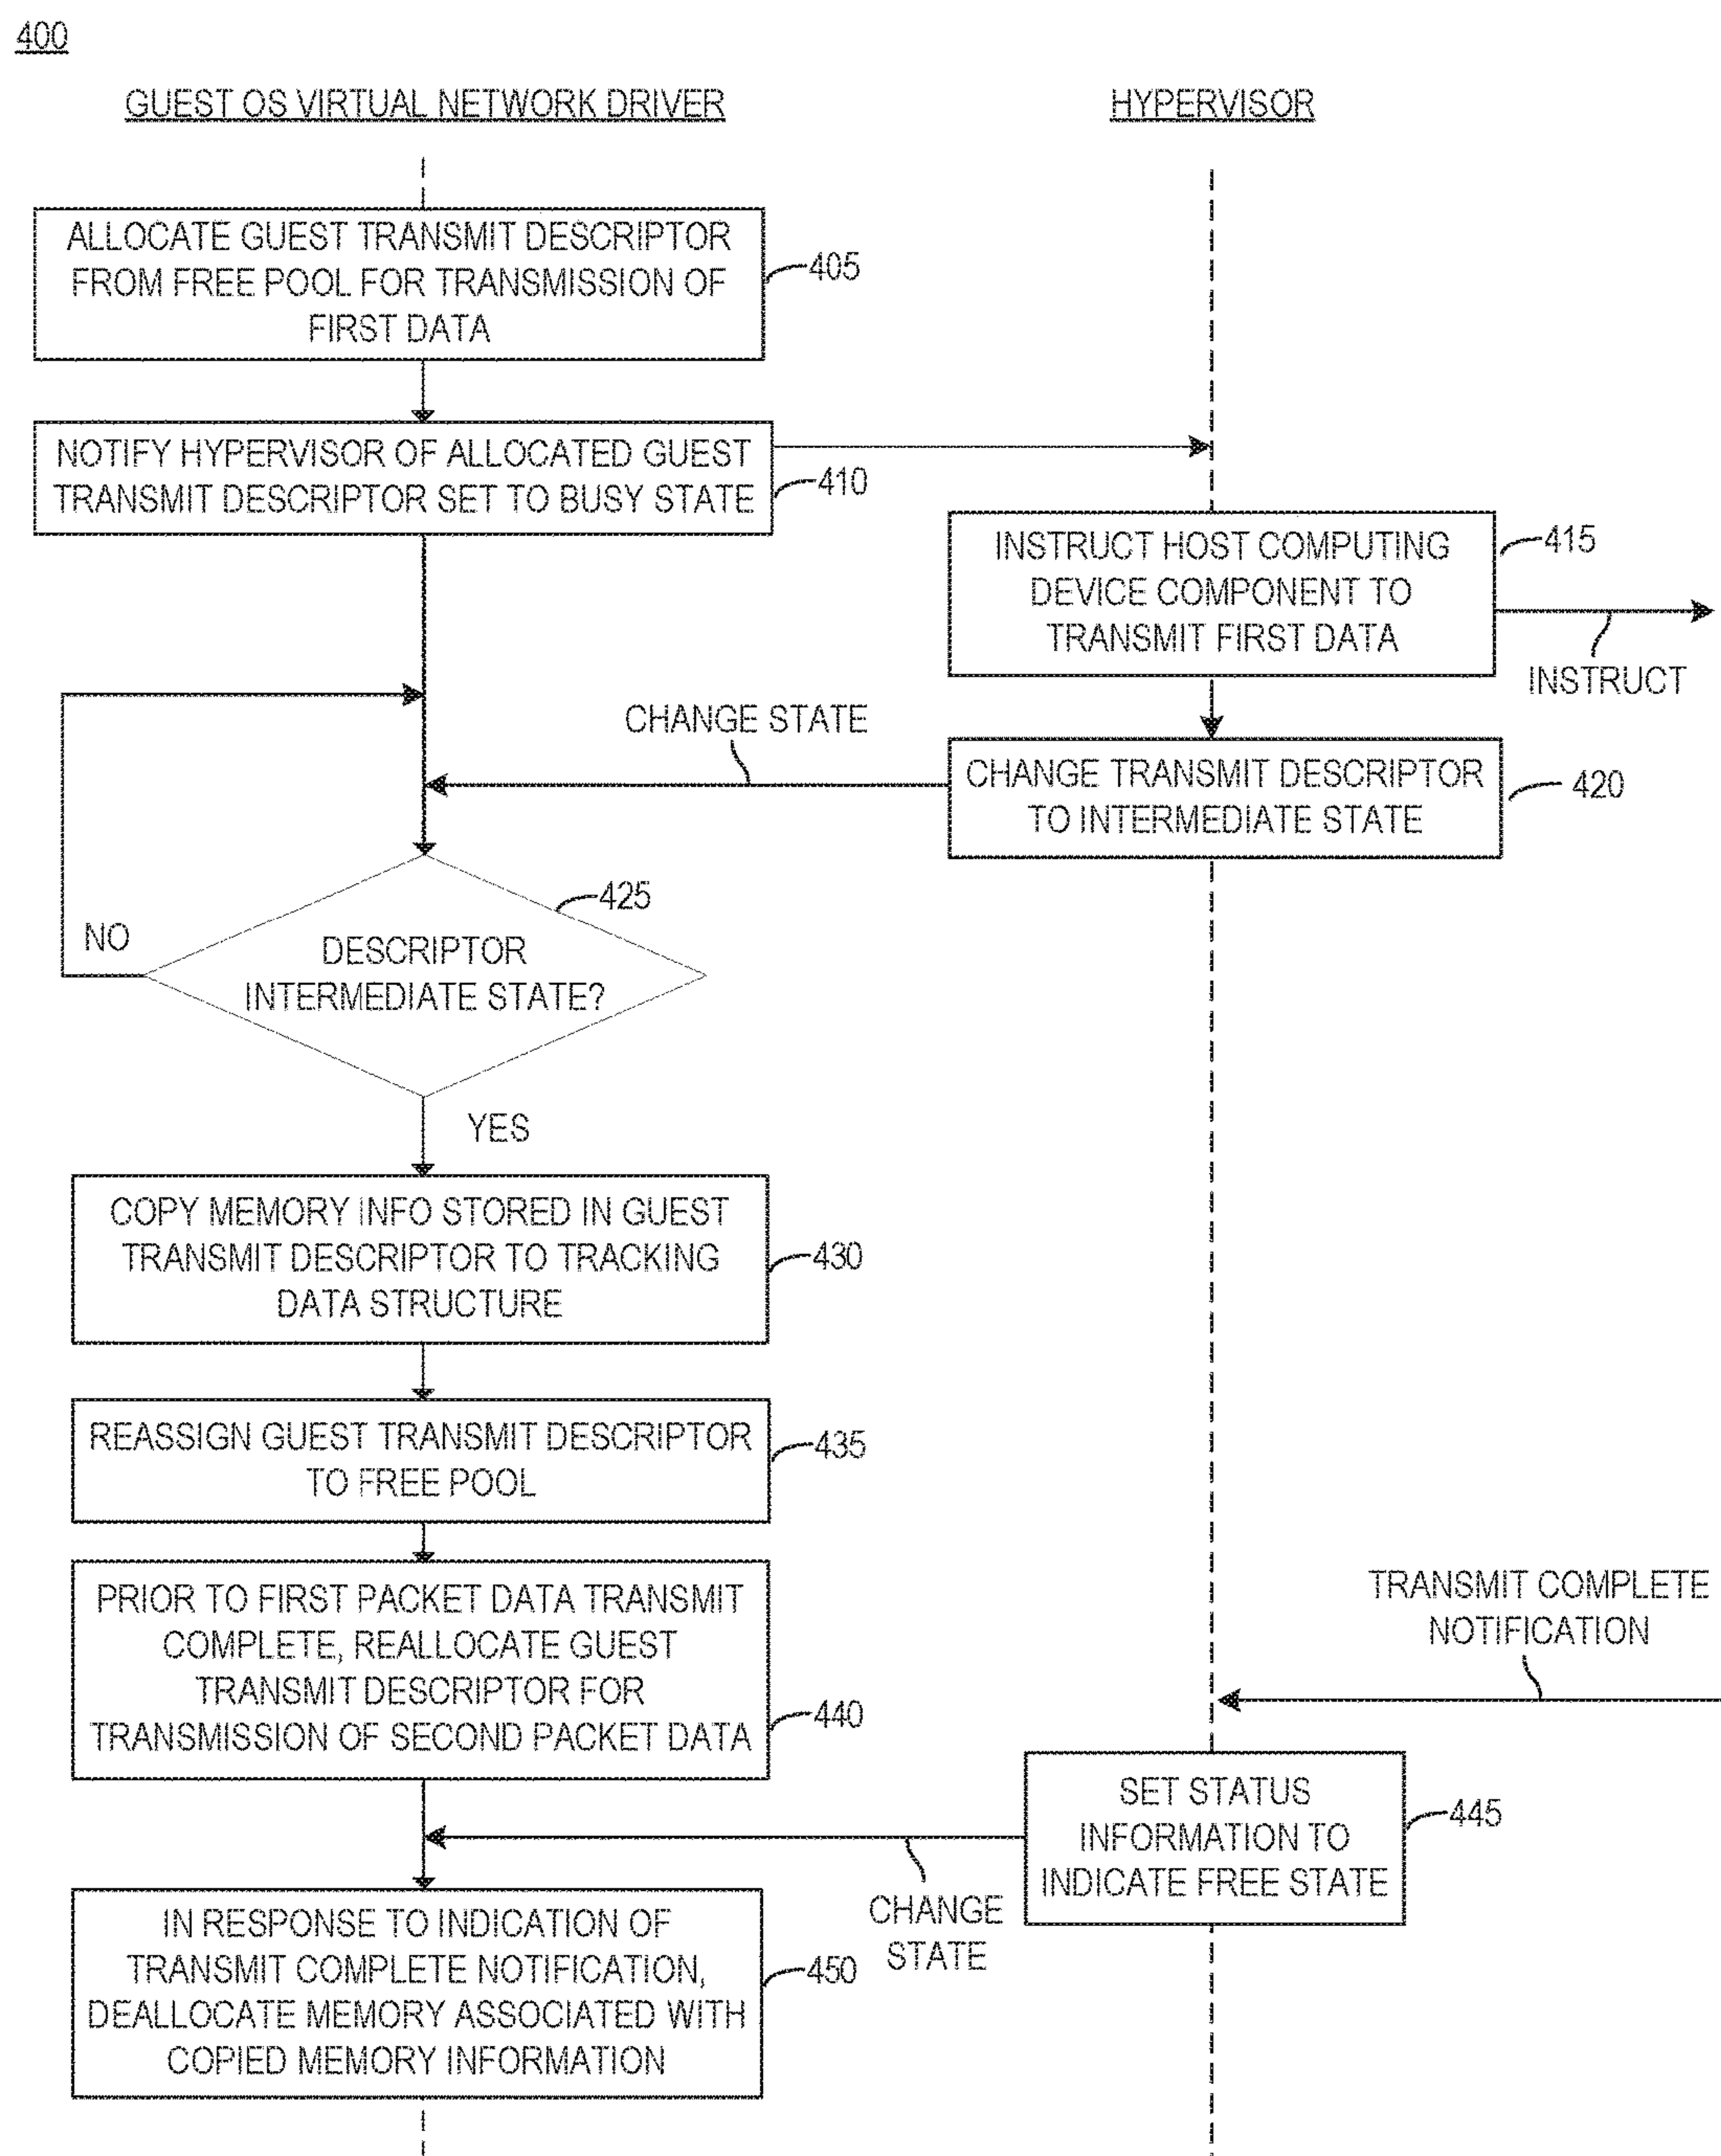 400
GUEST OS VIRTUAL NETWORK DRIVER
HYPERVISOR
ALLOCATE GUEST TRANSMIT DESCRIPTOR
FROM FREE POOL FOR TRANSMISSION OF
FIRST DATA
405
NOTIFY HYPERVISOR OF ALLOCATED GUEST
TRANSMIT DESCRIPTOR SET TO BUSY STATE
410
INSTRUCT HOST COMPUTING
DEVICE COMPONENT TO
TRANSMIT FIRST DATA
415
INSTRUCT
CHANGE STATE
CHANGE TRANSMIT DESCRIPTOR
TO INTERMEDIATE STATE
420
425
NO
DESCRIPTOR
INTERMEDIATE STATE?
YES
COPY MEMORY INFO STORED IN GUEST
TRANSMIT DESCRIPTOR TO TRACKING
DATA STRUCTURE
430
REASSIGN GUEST TRANSMIT DESCRIPTOR
TO FREE POOL
435
PRIOR TO FIRST PACKET DATA TRANSMIT
COMPLETE, REALLOCATE GUEST
TRANSMIT DESCRIPTOR FOR
TRANSMISSION OF SECOND PACKET DATA
440
TRANSMIT COMPLETE
NOTIFICATION
SET STATUS
INFORMATION TO
INDICATE FREE STATE
445
CHANGE
STATE
IN RESPONSE TO INDICATION OF
TRANSMIT COMPLETE NOTIFICATION,
DEALLOCATE MEMORY ASSOCIATED WITH
COPIED MEMORY INFORMATION
450